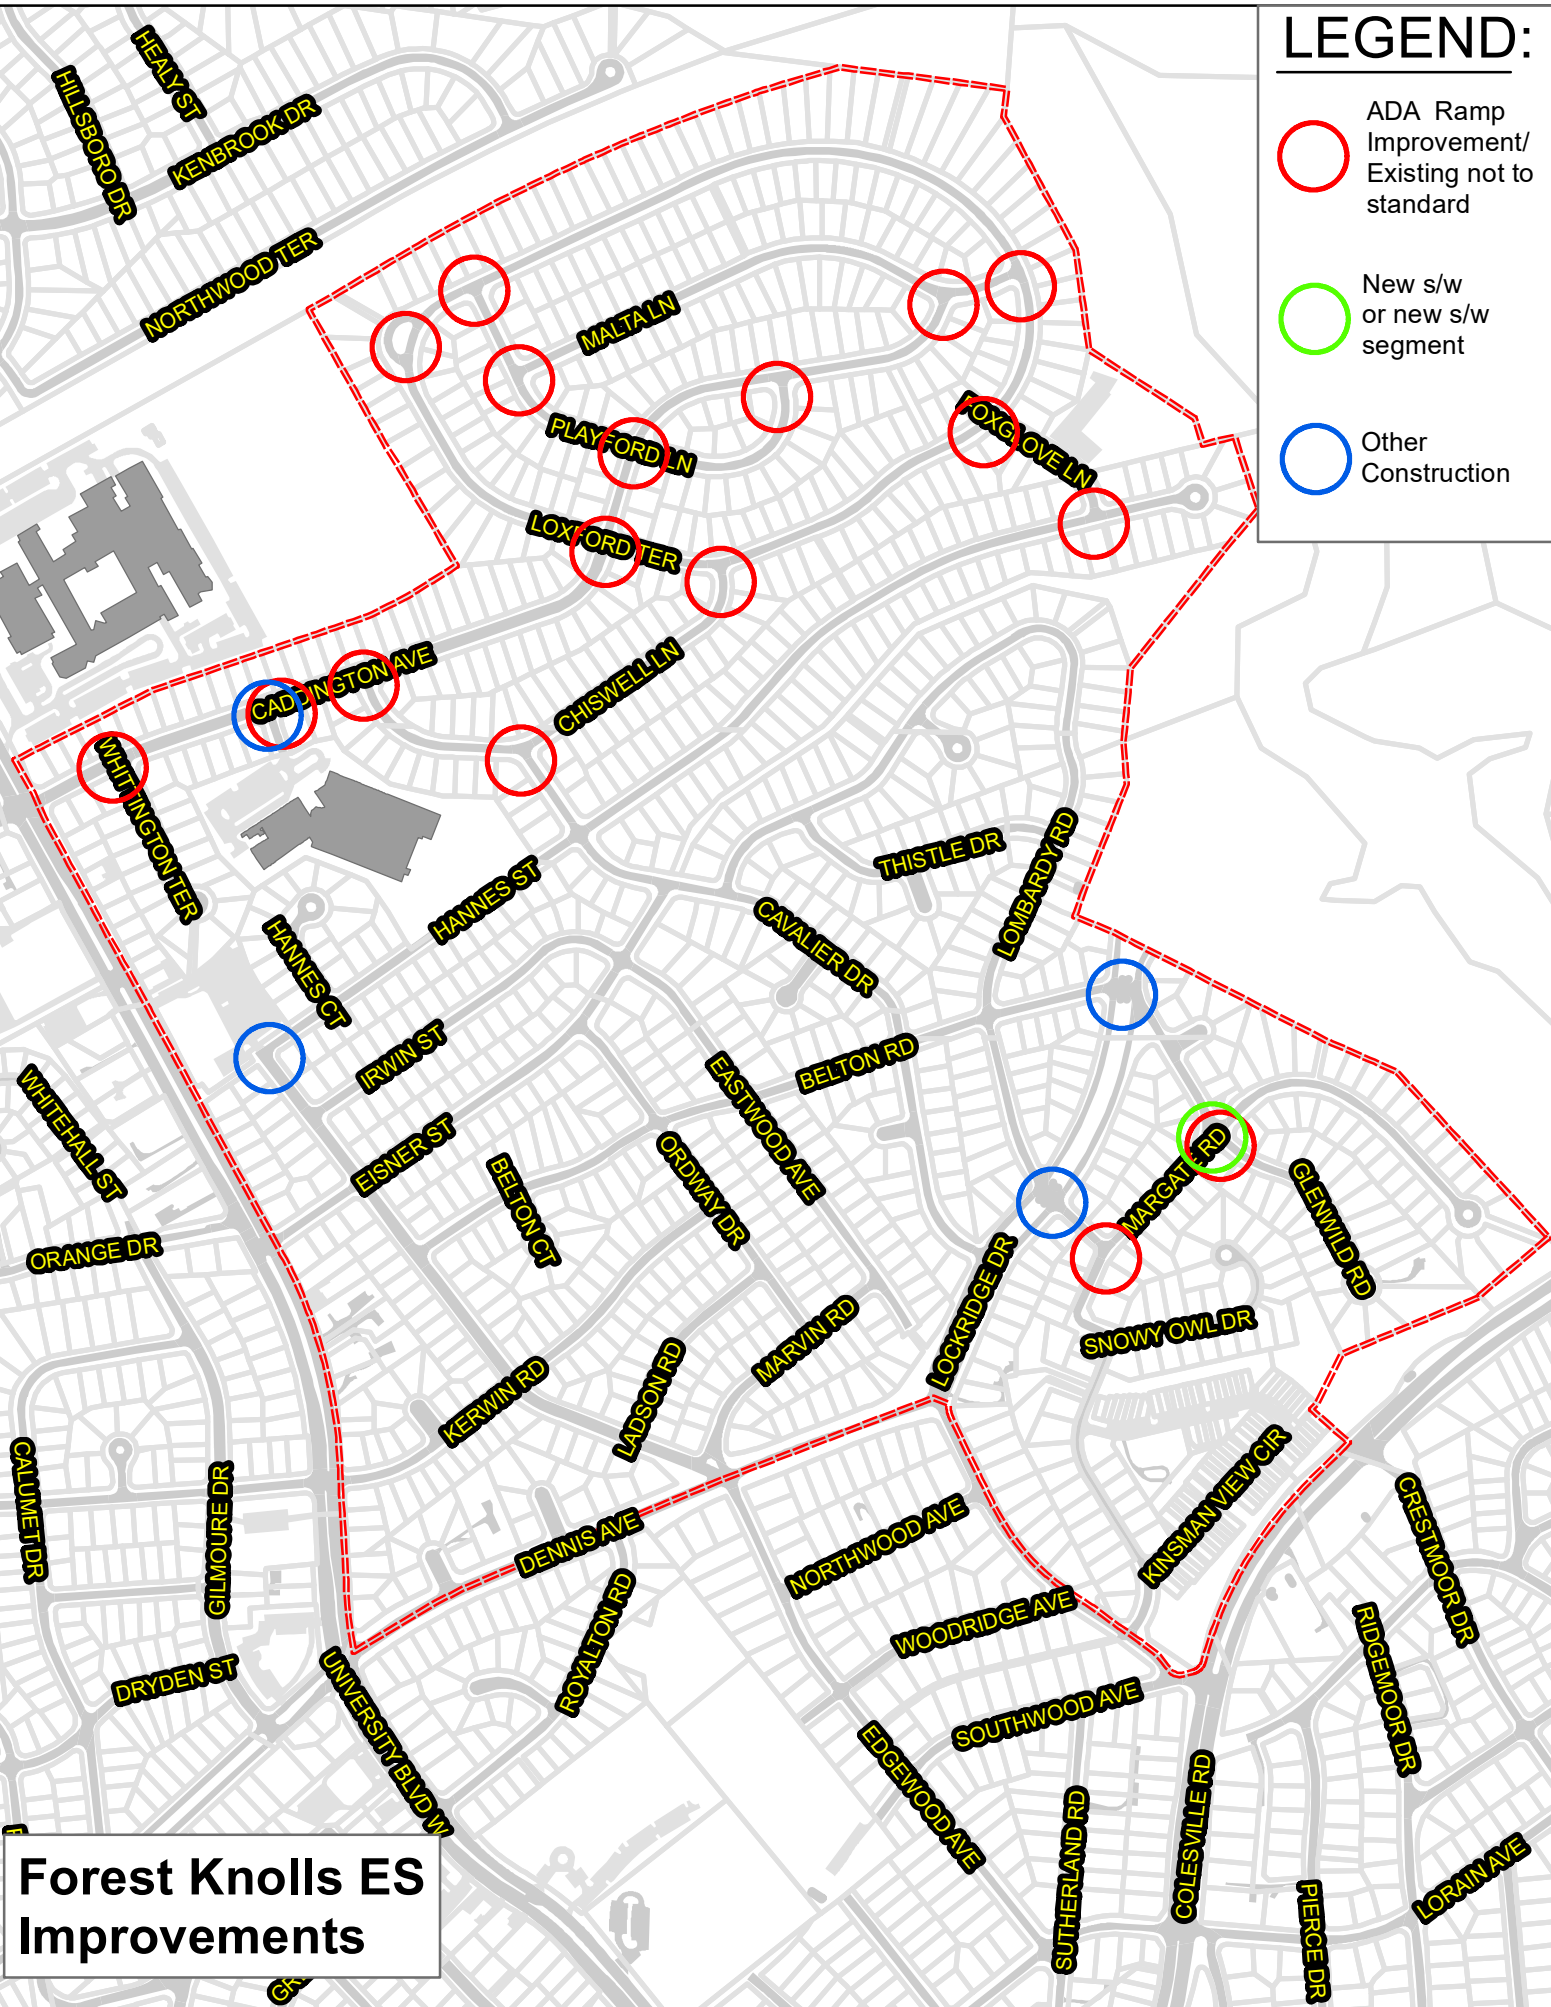 LEGEND:
ADA Ramp
Improvement/
Existing not to
standard
New s/w
or new s/w
segment
Other
Construction
HEALY ST
HILLSBORO DR
KENBROOK DR
NORTHWOOD TER
MALTA LN
PLAYFORD LN
FOXGLOVE LN
LOXFORD TER
CADDINGTON AVE
CHISWELL LN
WHITTINGTON TER
THISTLE DR
LOMBARDY RD
HANNES ST
CAVALIER DR
HANNES CT
IRWIN ST
BELTON RD
EASTWOOD AVE
WHITEHALL ST
EISNER ST
BELTON CT
ORDWAY DR
MARGATE RD
GLENWILD RD
ORANGE DR
LOCKRIDGE DR
SNOWY OWL DR
MARVIN RD
LADSON RD
KERWIN RD
CALUMET DR
GILMOURE DR
KINSMAN VIEW CIR
CRESTMOOR DR
DENNIS AVE
NORTHWOOD AVE
WOODRIDGE AVE
ROYALTON RD
RIDGEMOOR DR
DRYDEN ST
UNIVERSITY BLVD W
SOUTHWOOD AVE
EDGEWOOD AVE
SUTHERLAND RD
COLESVILLE RD
PIERCE DR
LORAIN AVE
Forest Knolls ES
Improvements